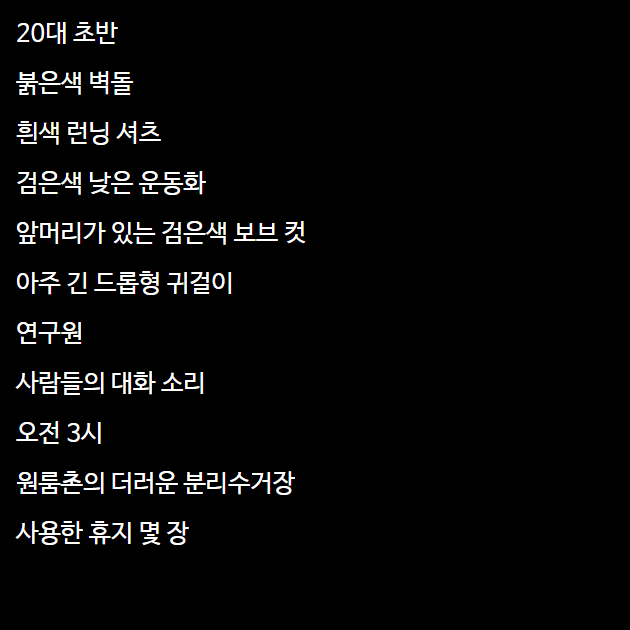 20대 초반
붉은색 벽돌
흰색 런닝 셔츠
검은색 낮은 운동화
앞머리가 있는 검은색 보브 컷
아주 긴 드롭형 귀걸이
연구원
사람들의 대화 소리
오전 3시
원룸촌의 더러운 분리수거장
사용한 휴지 몇 장